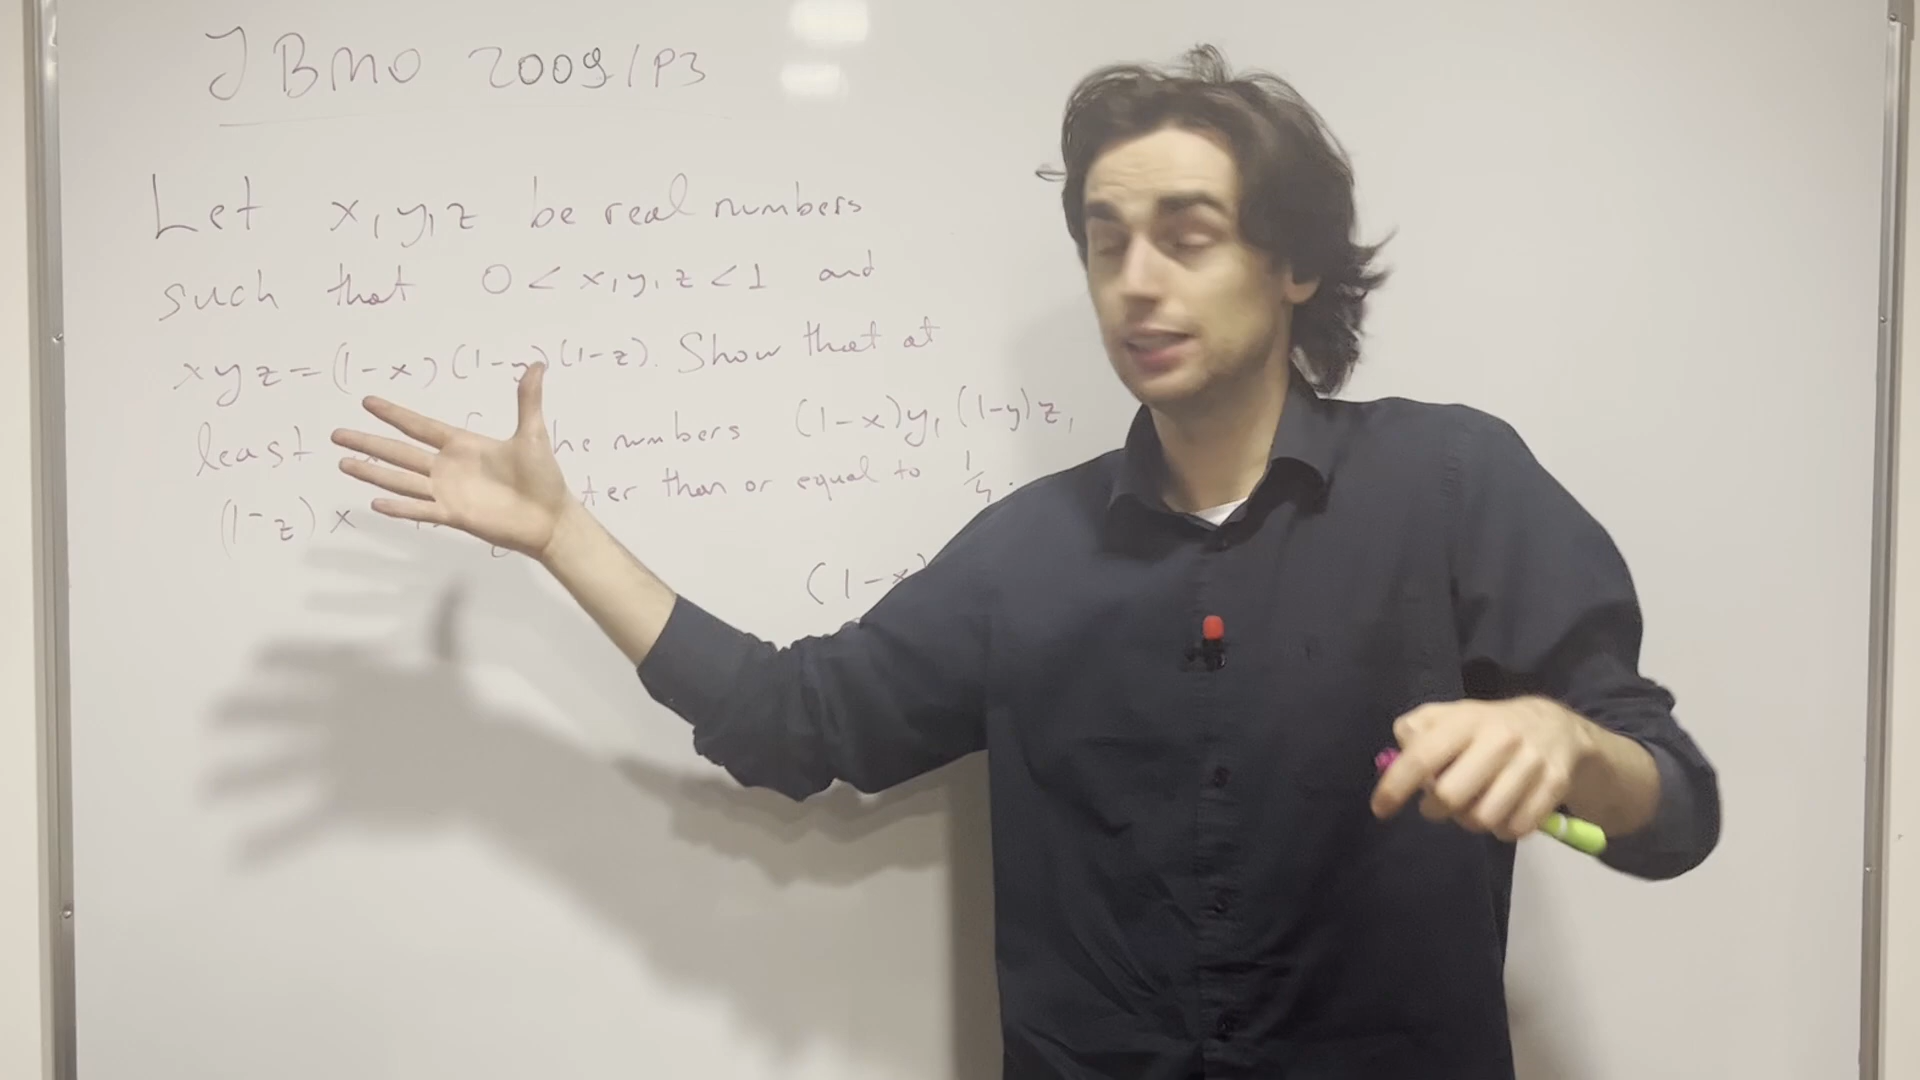 JBMO 2009/P3
Let x, y, z be real numbers
such that 0 < x, y, z < 1 and
xyz = (1-x)(1-y)(1-z). Show that at
least he numbers (1-x)y, (1-y)z,
(1-z)x ter than or equal to 1/4.
(1-x)